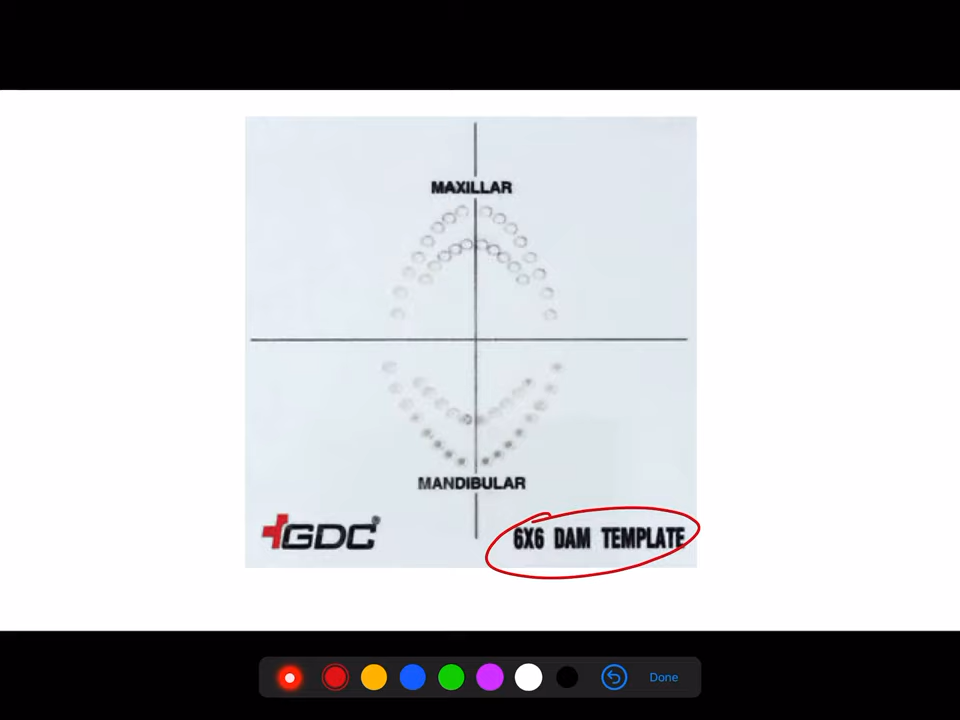 MAXILLAR
MANDIBULAR
GDC®
6X6 DAM TEMPLATE
Done